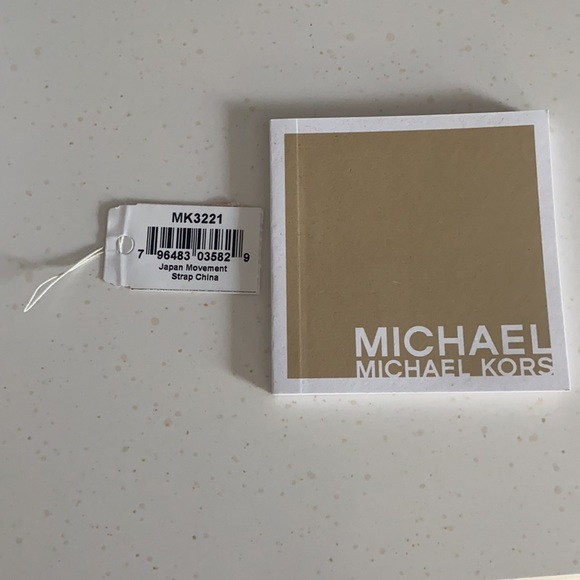 MK3221
7 96483 03582 9
Japan Movement
Strap China
MICHAEL
MICHAEL KORS